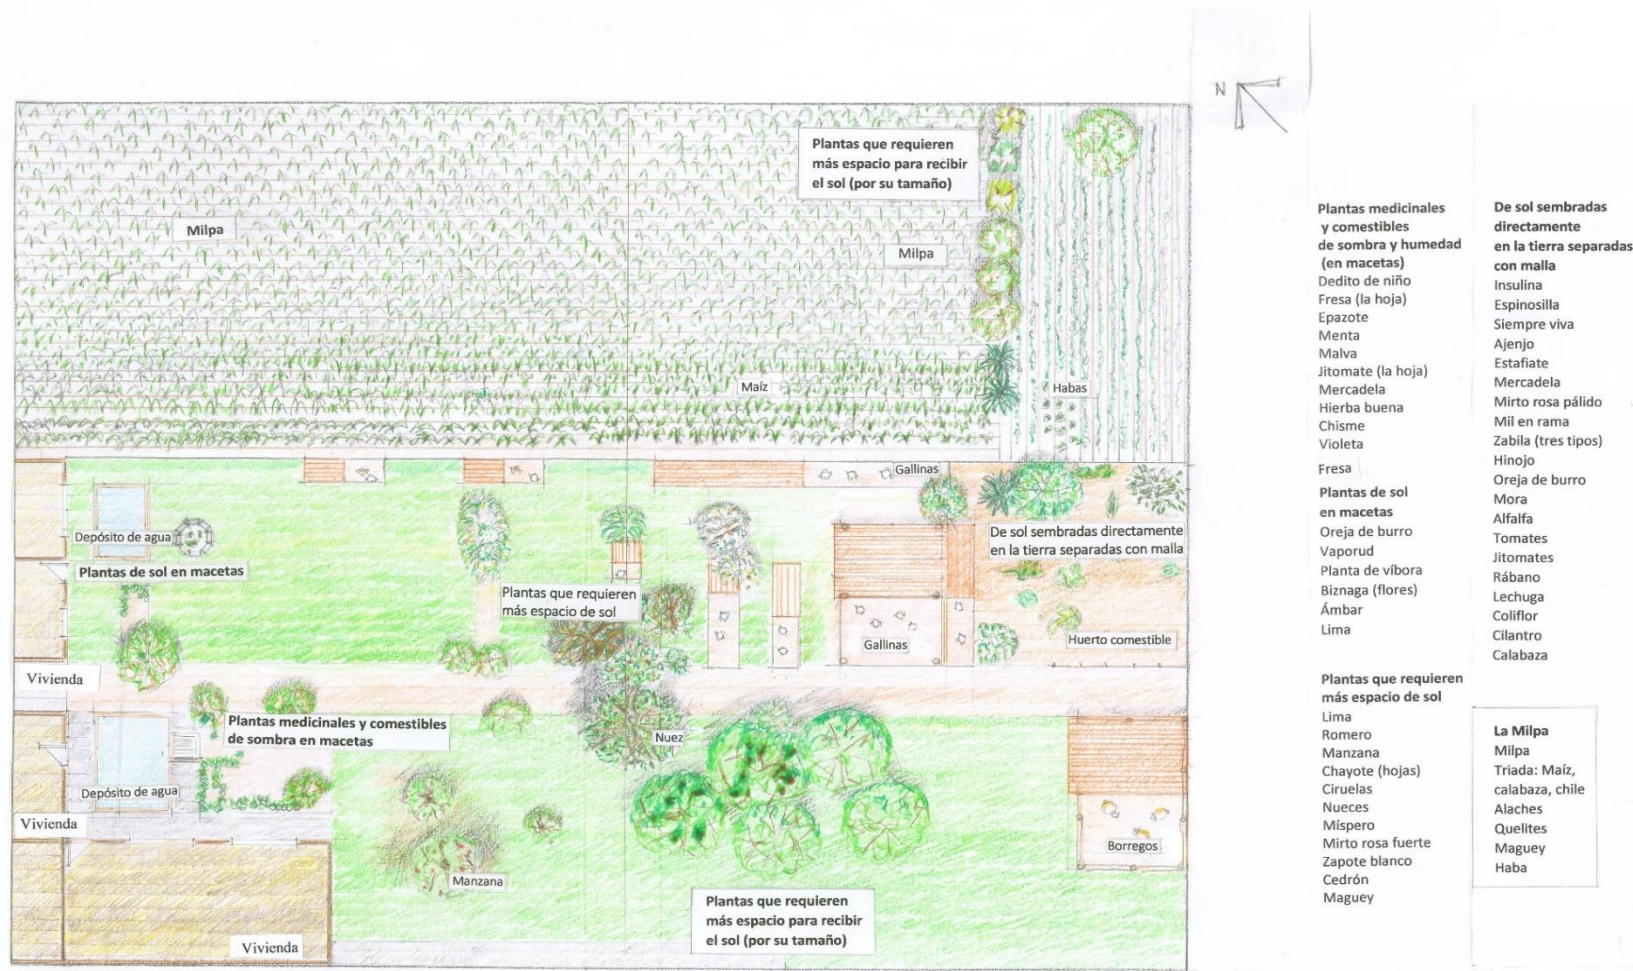 N
Plantas que requieren
más espacio para recibir
el sol (por su tamaño)
Milpa
Milpa
Maíz
Habas
Gallinas
Depósito de agua
De sol sembradas directamente
en la tierra separadas con malla
Plantas de sol en macetas
Plantas que requieren
más espacio de sol
Gallinas
Huerto comestible
Vivienda
Plantas medicinales y comestibles
de sombra en macetas
Nuez
Depósito de agua
Vivienda
Borregos
Manzana
Plantas que requieren
más espacio para recibir
el sol (por su tamaño)
Vivienda
Plantas medicinales
y comestibles
de sombra y humedad
(en macetas)
Dedito de niño
Fresa (la hoja)
Epazote
Menta
Malva
Jitomate (la hoja)
Mercadela
Hierba buena
Chisme
Violeta
Fresa
Plantas de sol
en macetas
Oreja de burro
Vaporud
Planta de víbora
Biznaga (flores)
Ámbar
Lima
Plantas que requieren
más espacio de sol
Lima
Romero
Manzana
Chayote (hojas)
Ciruelas
Nueces
Míspero
Mirto rosa fuerte
Zapote blanco
Cedrón
Maguey
De sol sembradas
directamente
en la tierra separadas
con malla
Insulina
Espinosilla
Siempre viva
Ajenjo
Estafiate
Mercadela
Mirto rosa pálido
Mil en rama
Zabila (tres tipos)
Hinojo
Oreja de burro
Mora
Alfalfa
Tomates
Jitomates
Rábano
Lechuga
Coliflor
Cilantro
Calabaza
La Milpa
Milpa
Triada: Maíz,
calabaza, chile
Alaches
Quelites
Maguey
Haba